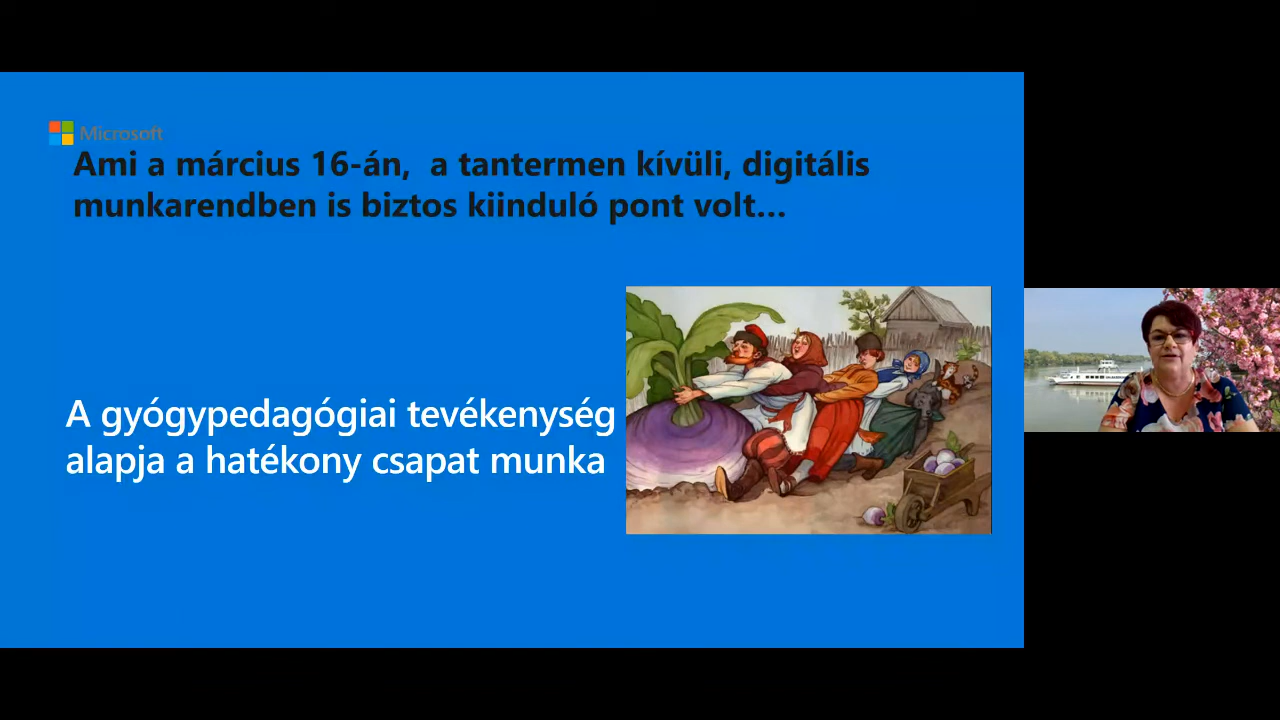 Microsoft
Ami a március 16-án,  a tantermen kívüli, digitális
munkarendben is biztos kiinduló pont volt...
A gyógypedagógiai tevékenység
alapja a hatékony csapat munka